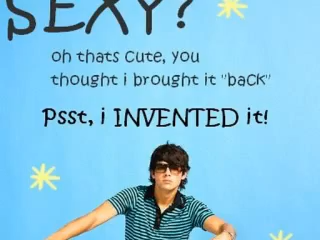 SEXY?
oh thats cute, you
thought i brought it "back"
Psst, i INVENTED it!